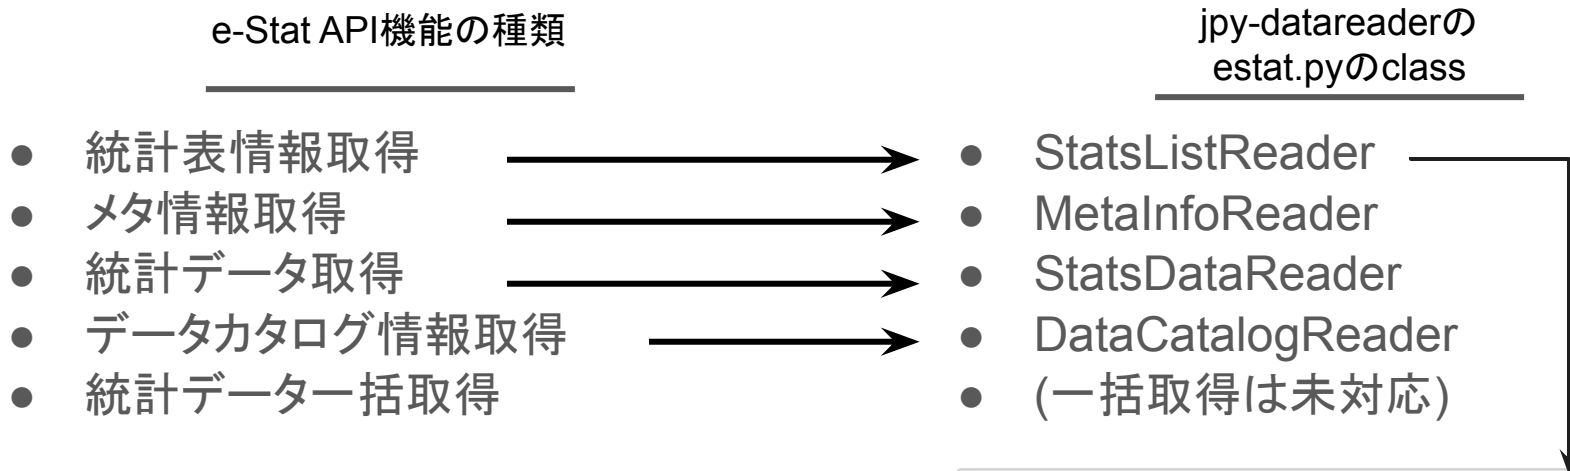 e-Stat API機能の種類
● 統計表情報取得
● メタ情報取得
● 統計データ取得
● データカタログ情報取得
● 統計データ一括取得
jpy-datareaderの
estat.pyのclass
● StatsListReader
● MetaInfoReader
● StatsDataReader
● DataCatalogReader
● (一括取得は未対応)